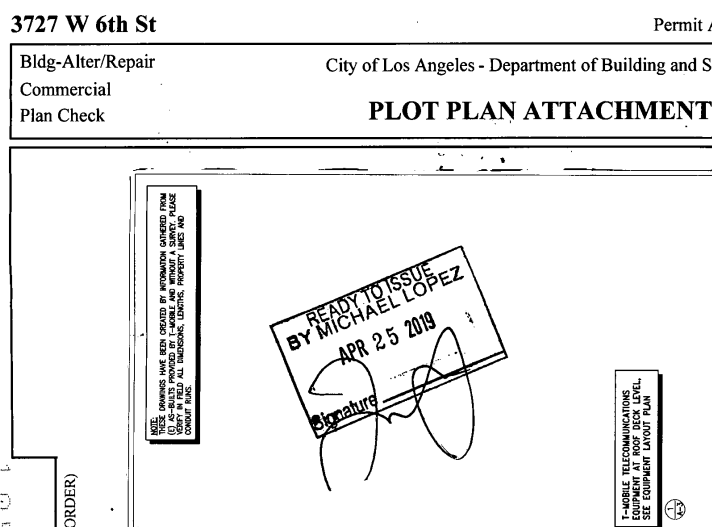 3727 W 6th St
Permit A
Bldg-Alter/Repair
Commercial
Plan Check
City of Los Angeles - Department of Building and S
PLOT PLAN ATTACHMENT
NOTE:
THESE DRAWINGS HAVE BEEN CREATED BY INFORMATION GATHERED FROM
(E) AS-BUILTS PROVIDED BY T-MOBILE AND WITHOUT A SURVEY. PLEASE
VERIFY IN FIELD ALL DIMENSIONS, LENGTHS, PROPERTY LINES AND
CONDUIT RUNS.
READY TO ISSUE
BY MICHAEL LOPEZ
APR 25 2019
Signature
T-MOBILE TELECOMMUNICATIONS
EQUIPMENT AT ROOF DECK LEVEL,
SEE EQUIPMENT LAYOUT PLAN
1
A-3
ORDER)